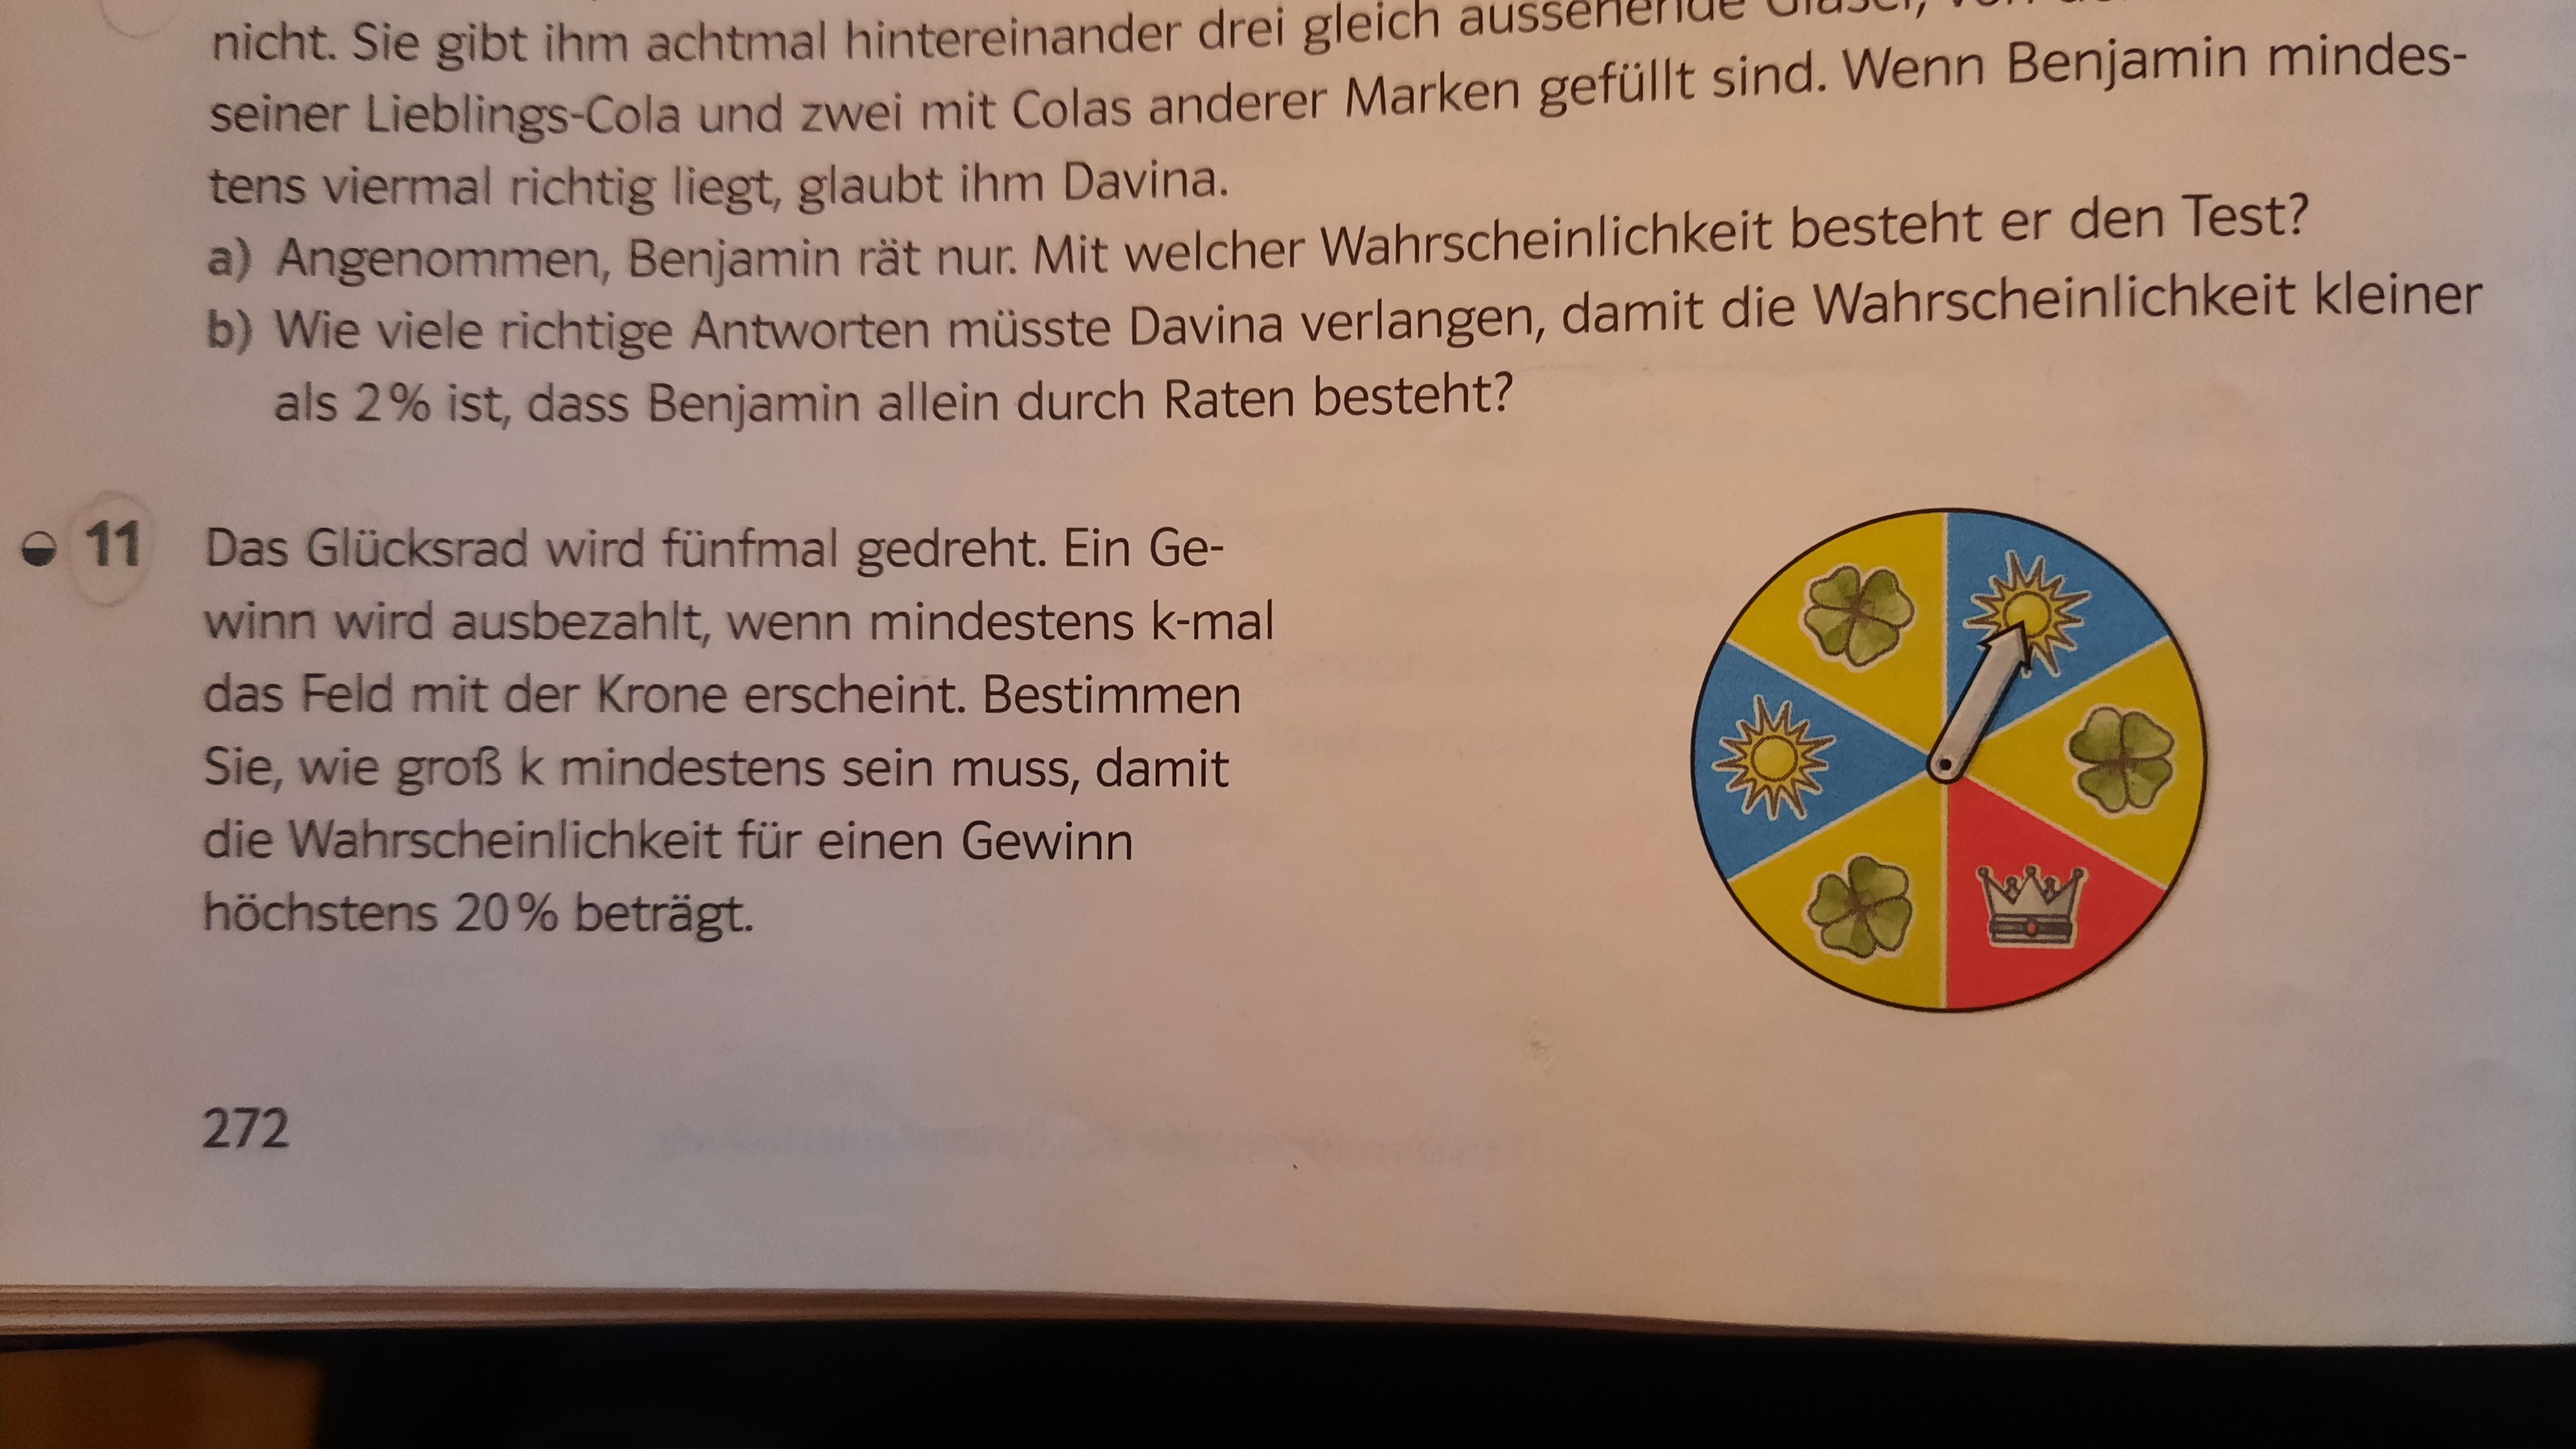 nicht. Sie gibt ihm achtmal hintereinander drei gleich aussehende
seiner Lieblings-Cola und zwei mit Colas anderer Marken gefüllt sind. Wenn Benjamin mindes-
tens viermal richtig liegt, glaubt ihm Davina.
a) Angenommen, Benjamin rät nur. Mit welcher Wahrscheinlichkeit besteht er den Test?
b) Wie viele richtige Antworten müsste Davina verlangen, damit die Wahrscheinlichkeit kleiner
als 2% ist, dass Benjamin allein durch Raten besteht?
11 Das Glücksrad wird fünfmal gedreht. Ein Ge-
winn wird ausbezahlt, wenn mindestens k-mal
das Feld mit der Krone erscheint. Bestimmen
Sie, wie groß k mindestens sein muss, damit
die Wahrscheinlichkeit für einen Gewinn
höchstens 20% beträgt.
272